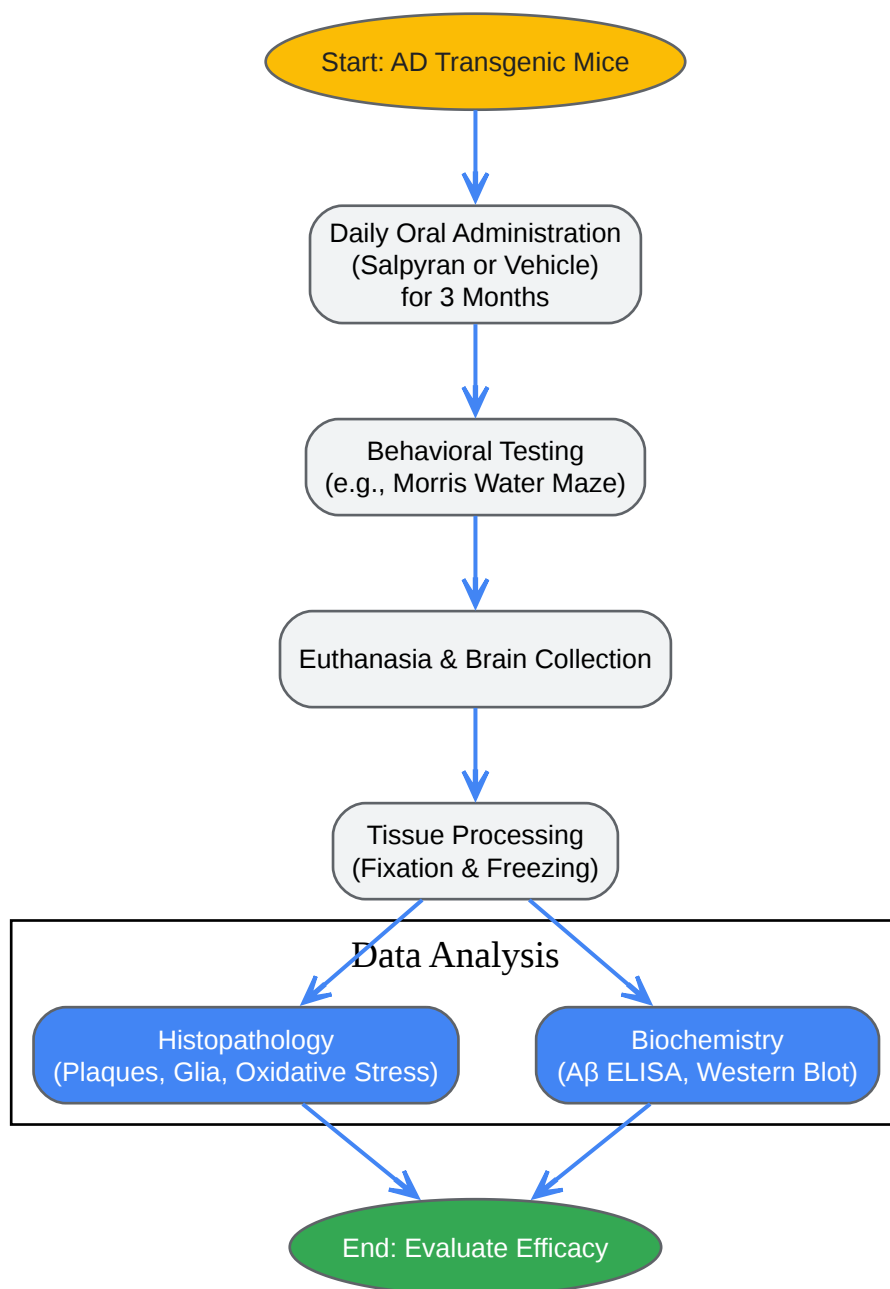 Start: AD Transgenic Mice
Daily Oral Administration
(Salpyran or Vehicle)
for 3 Months
Behavioral Testing
(e.g., Morris Water Maze)
Euthanasia & Brain Collection
Tissue Processing
(Fixation & Freezing)
Data Analysis
Histopathology
(Plaques, Glia, Oxidative Stress)
Biochemistry
(Aβ ELISA, Western Blot)
End: Evaluate Efficacy